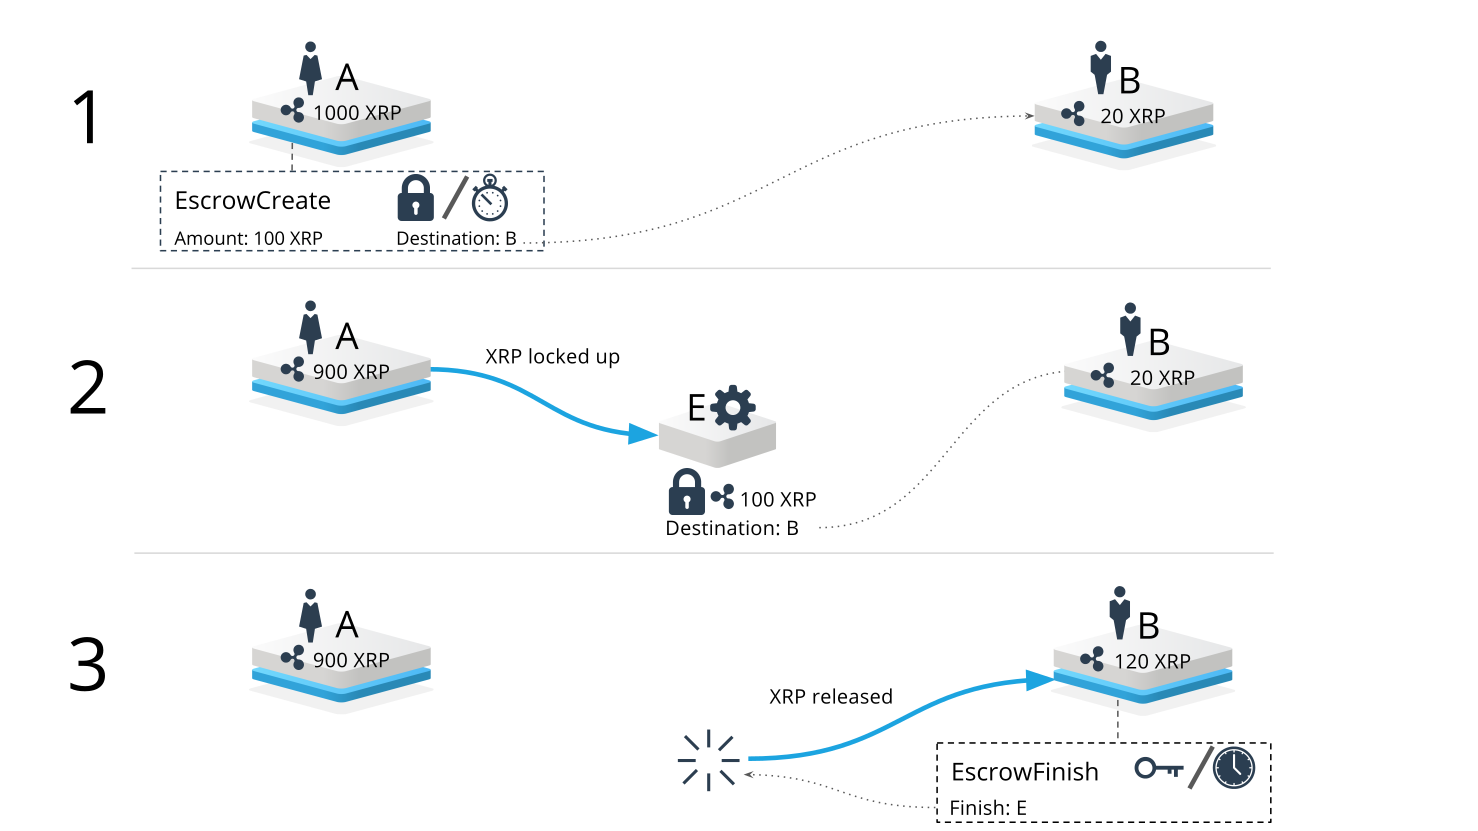 1
A
1000 XRP
B
20 XRP
EscrowCreate
Amount: 100 XRP
Destination: B
2
A
900 XRP
XRP locked up
E
100 XRP
Destination: B
B
20 XRP
3
A
900 XRP
XRP released
B
120 XRP
EscrowFinish
Finish: E